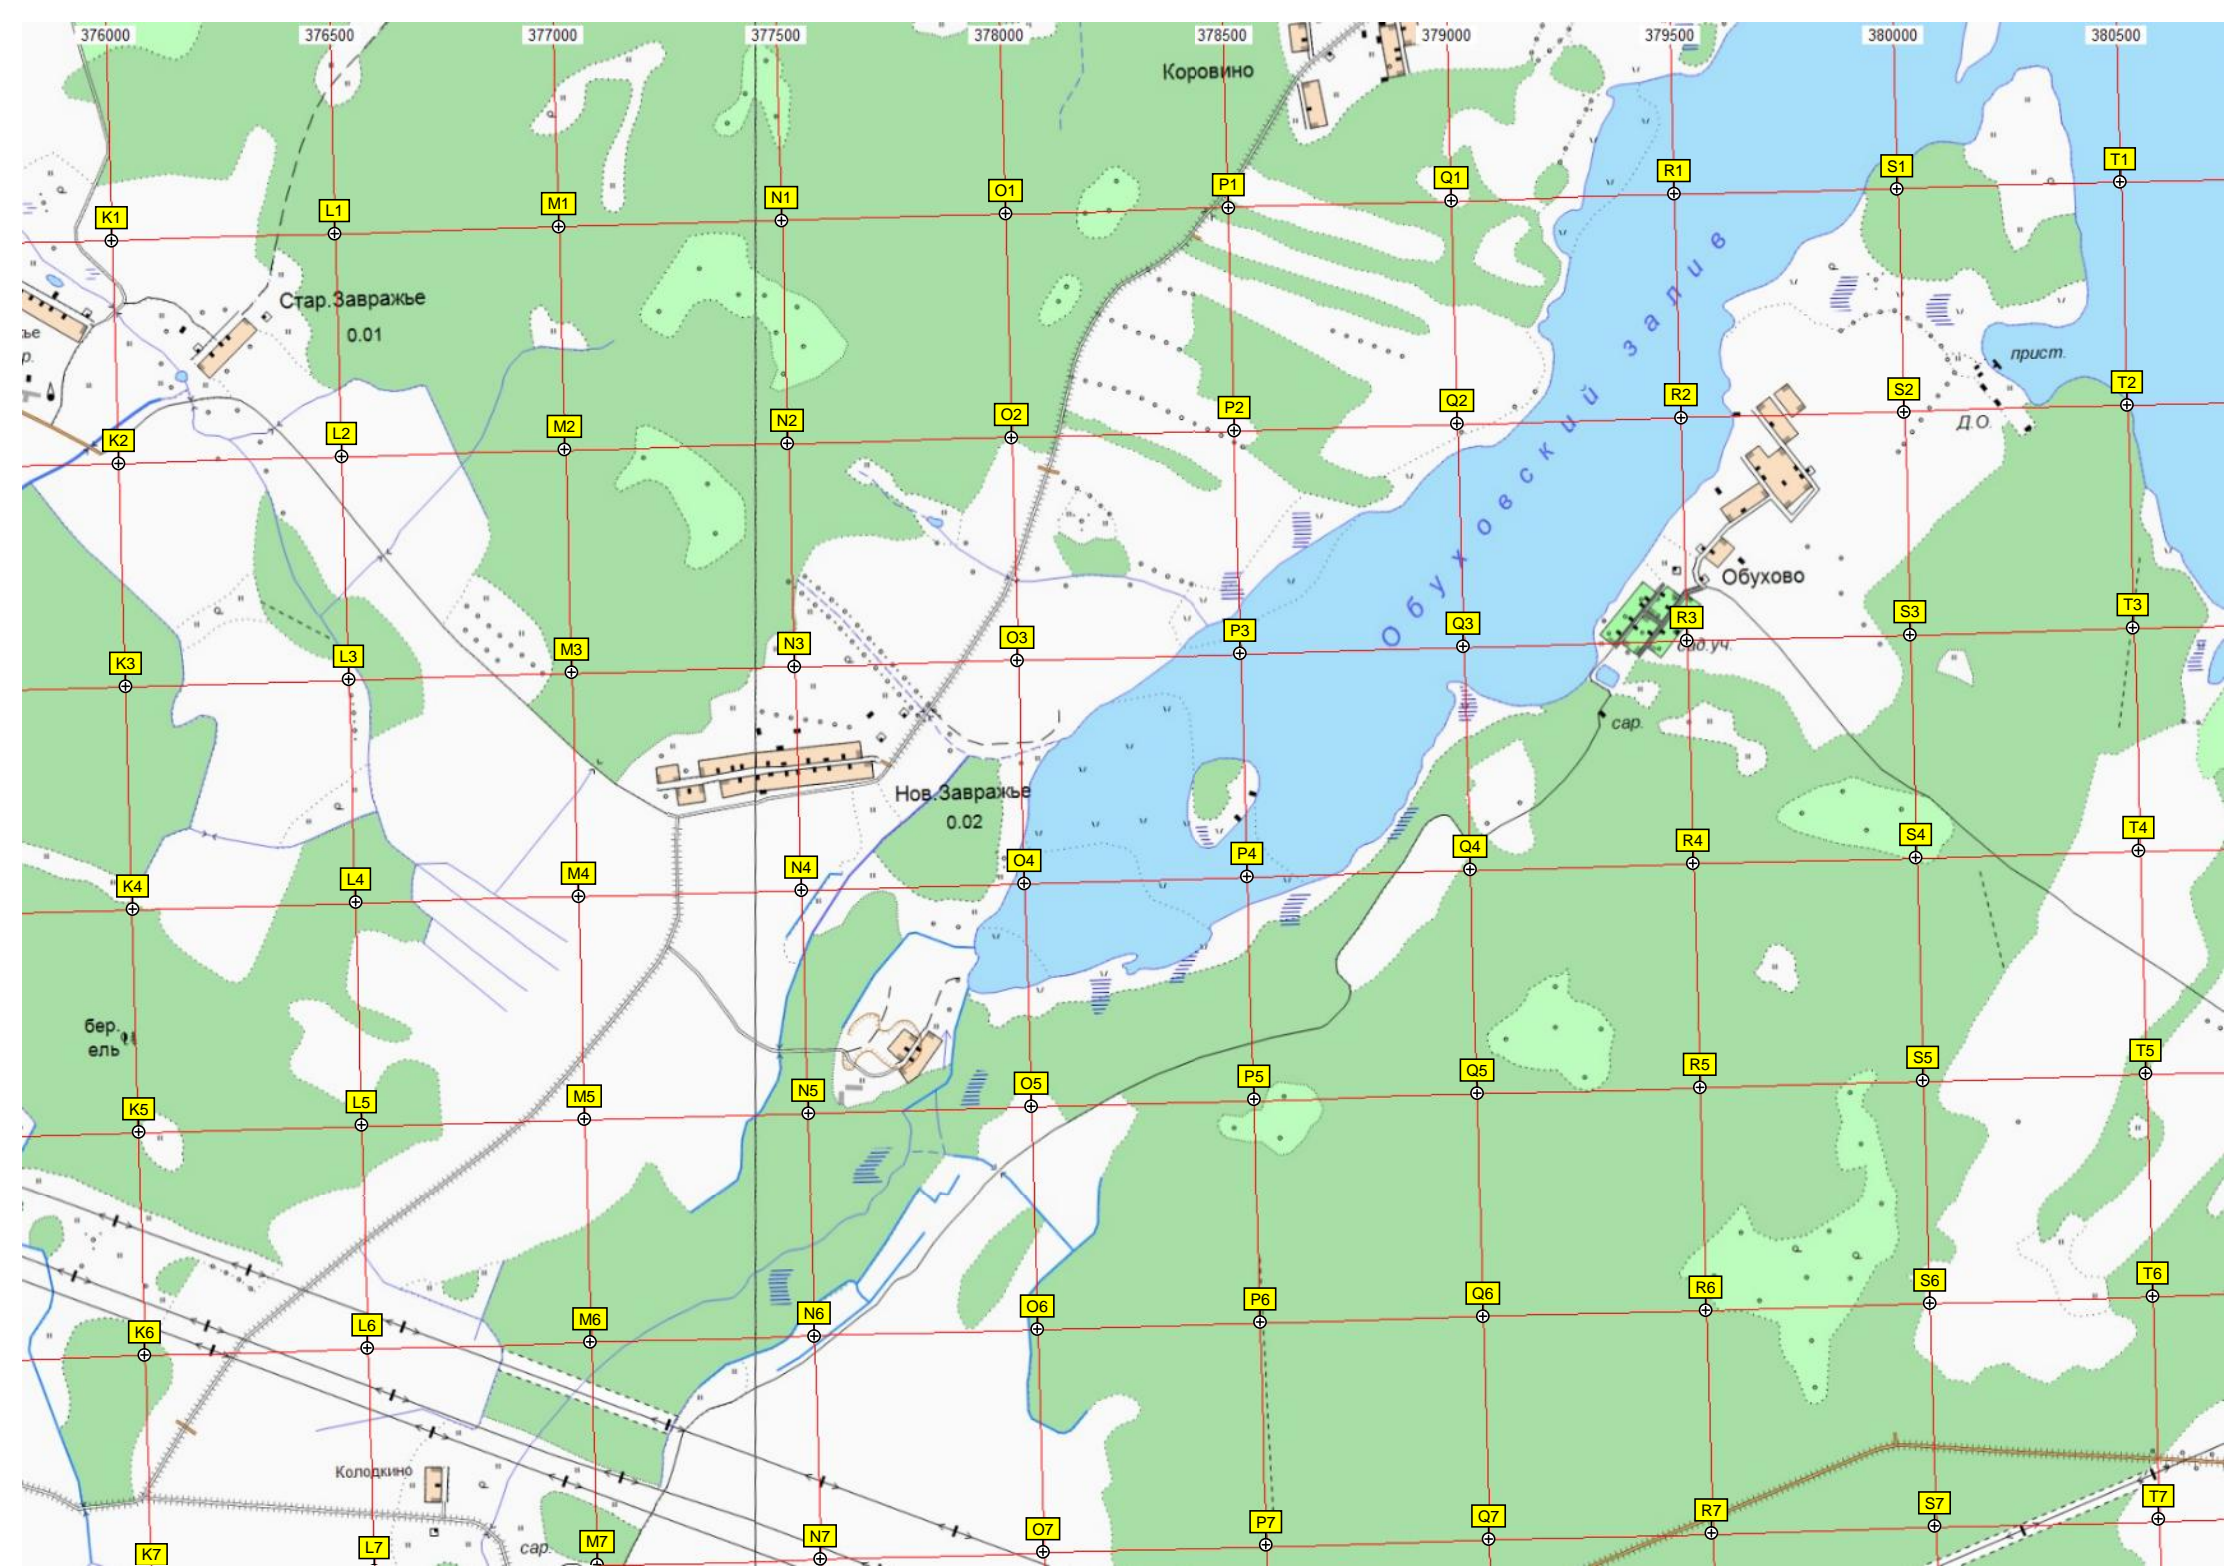 376000 376500 377000 377500 378000 378500 379000 379500 380000 380500
Коровино
K1 L1 M1 N1 O1 P1 Q1 R1 S1 T1
Стар.Завражье
0.01
Обуховский залив
прист.
Д.О.
K2 L2 M2 N2 O2 P2 Q2 R2 S2 T2
Обухово
K3 L3 M3 N3 O3 P3 Q3 R3 S3 T3
сад.уч.
сар.
Нов.Завражье
0.02
K4 L4 M4 N4 O4 P4 Q4 R4 S4 T4
бер.
ель
K5 L5 M5 N5 O5 P5 Q5 R5 S5 T5
K6 L6 M6 N6 O6 P6 Q6 R6 S6 T6
Колодкино
сар.
K7 L7 M7 N7 O7 P7 Q7 R7 S7 T7